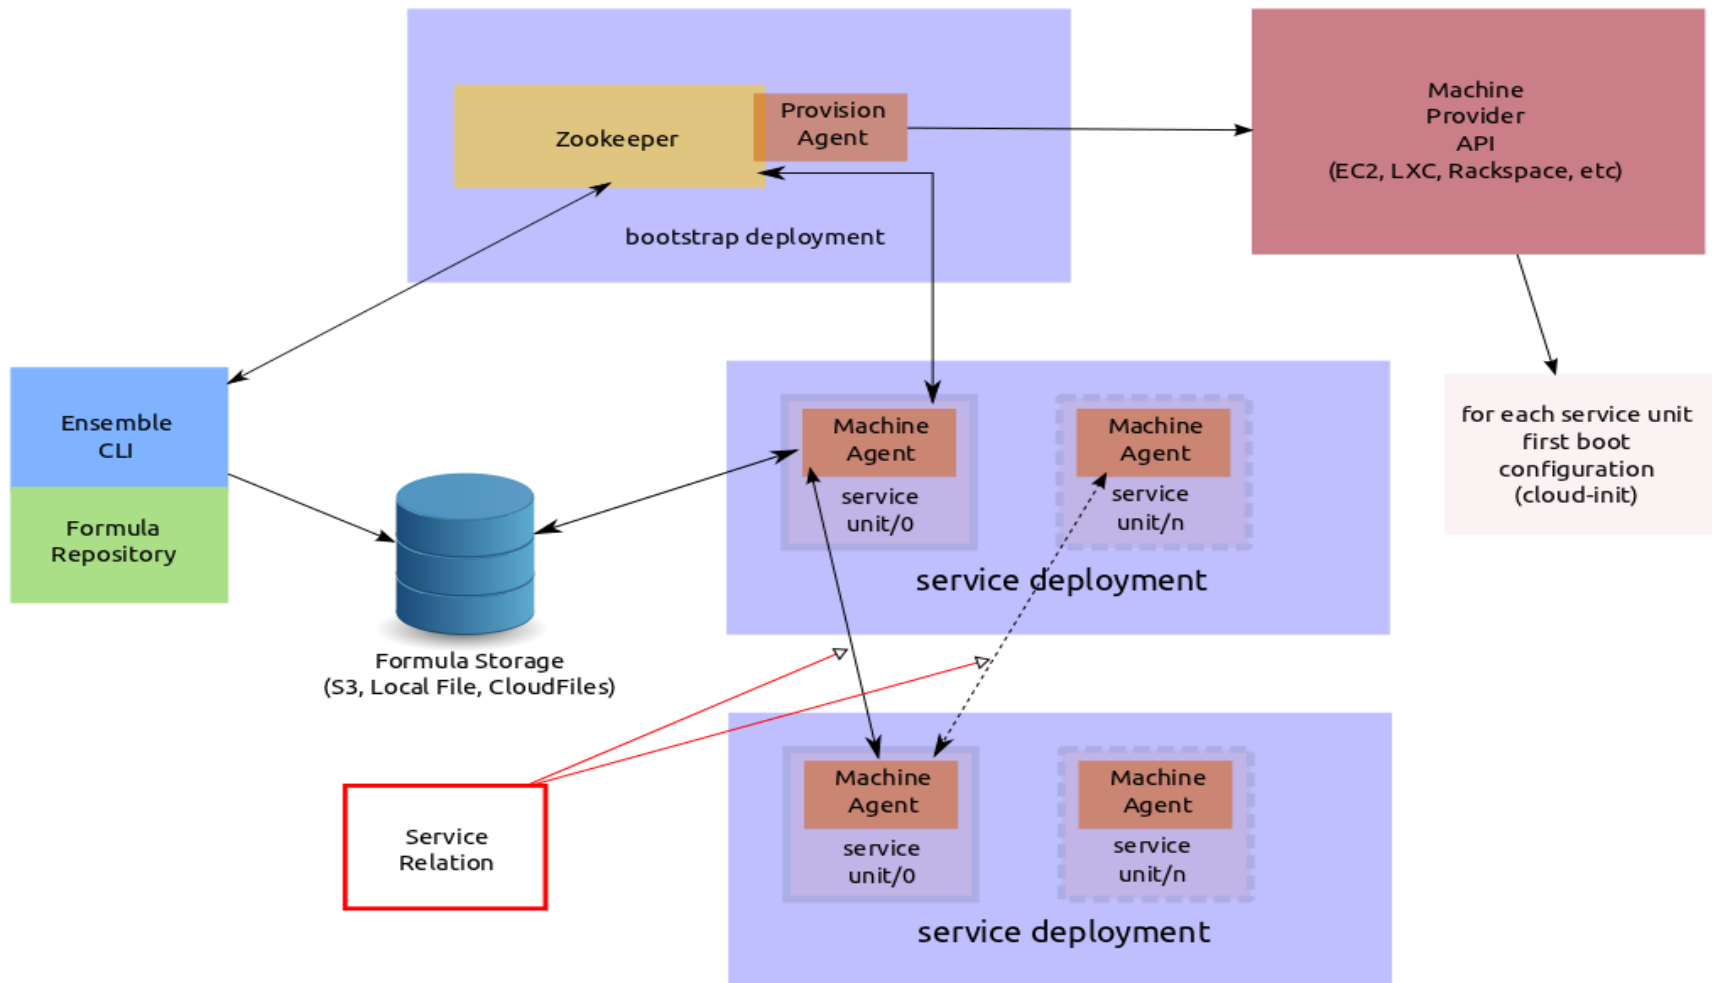 Zookeeper
Provision
Agent
bootstrap deployment
Machine
Provider
API
(EC2, LXC, Rackspace, etc)
Ensemble
CLI
Formula
Repository
Formula Storage
(S3, Local File, CloudFiles)
Machine
Agent
service
unit/0
Machine
Agent
service
unit/n
service deployment
for each service unit
first boot
configuration
(cloud-init)
Service
Relation
Machine
Agent
service
unit/0
Machine
Agent
service
unit/n
service deployment